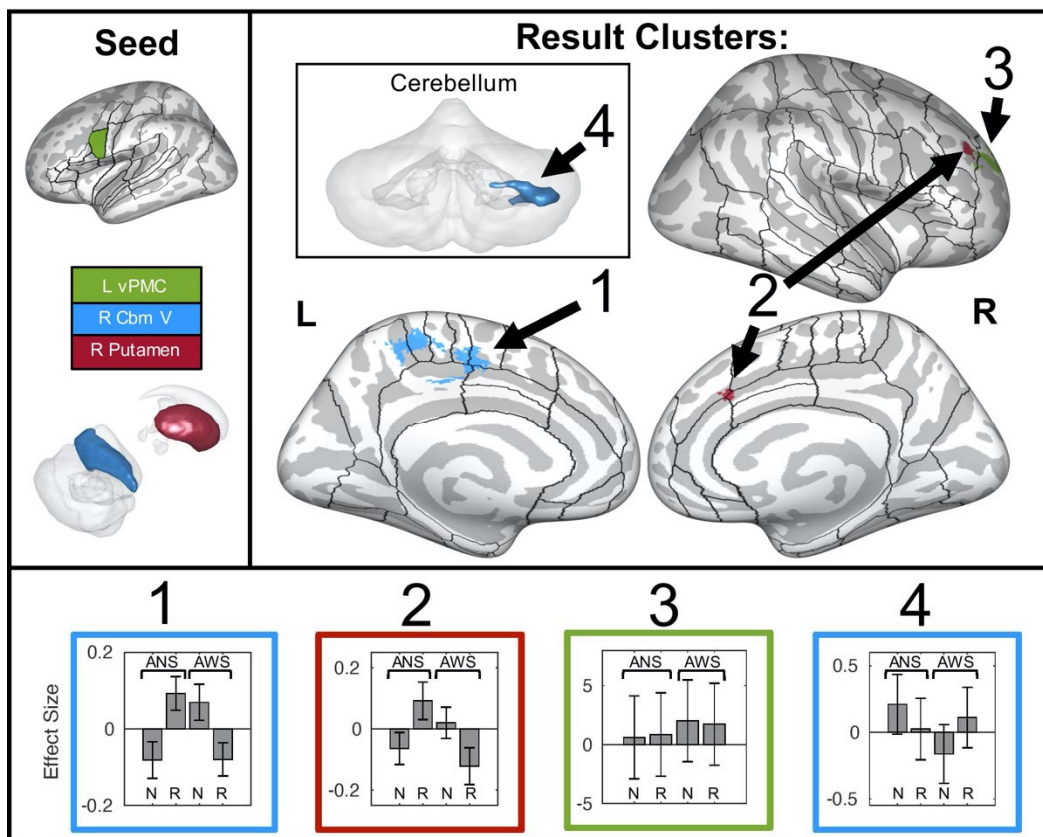 Seed
L vPMC
R Cbm V
R Putamen
Result Clusters:
Cerebellum
4
3
1
2
L
R
1
2
3
4
Effect Size
0.2
0
-0.2
ANS AWS
N R N R
0.2
0
-0.2
ANS AWS
N R N R
5
0
-5
ANS AWS
N R N R
0.5
0
-0.5
ANS AWS
N R N R